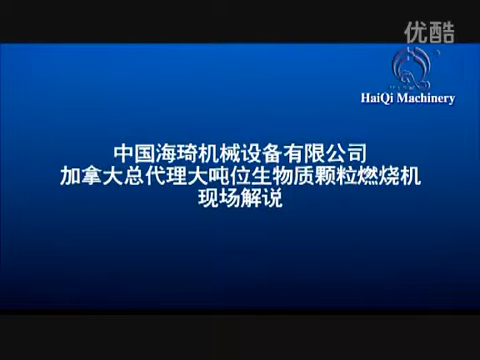 优酷
HaiQi Machinery
中国海琦机械设备有限公司
加拿大总代理大吨位生物质颗粒燃烧机
现场解说